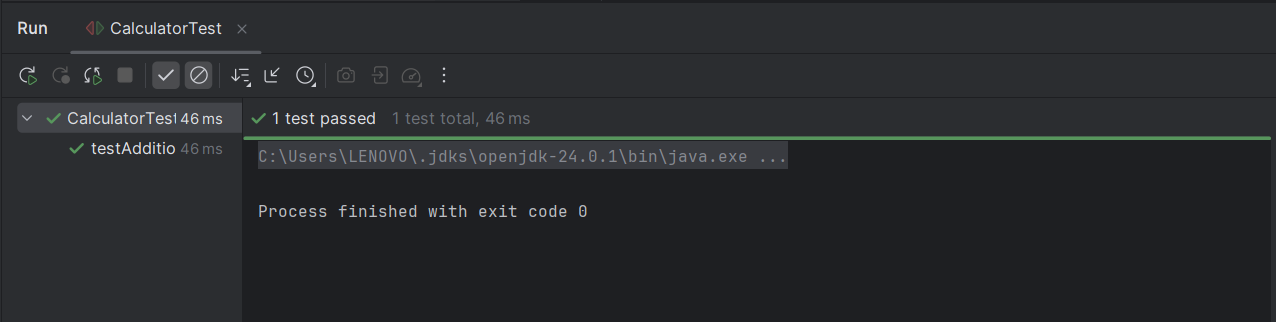 Run CalculatorTest
CalculatorTest 46 ms
1 test passed 1 test total, 46 ms
testAdditio 46 ms
C:\Users\LENOVO\.jdks\openjdk-24.0.1\bin\java.exe ...
Process finished with exit code 0